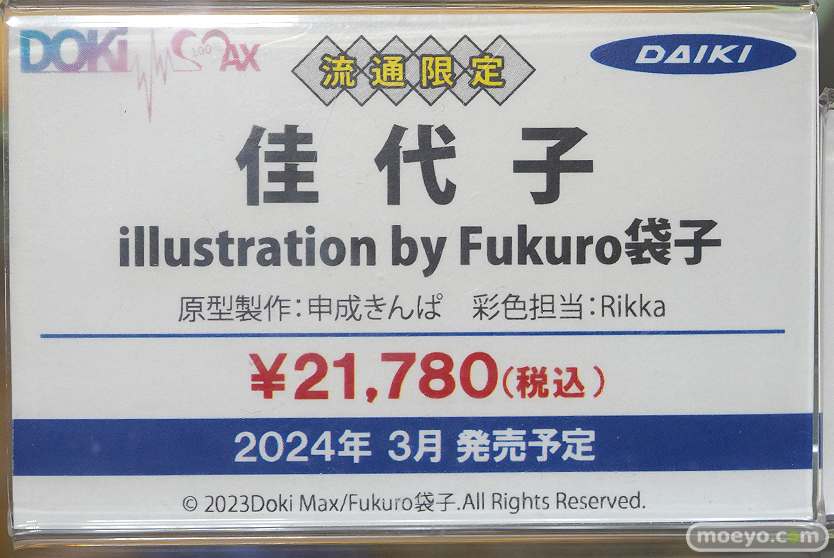 DOKi 100% MAX
流通限定
DAIKI
佳代子
illustration by Fukuro袋子
原型製作:申成きんぱ 彩色担当:Rikka
¥21,780(税込)
2024年 3月 発売予定
© 2023Doki Max/Fukuro袋子.All Rights Reserved.
moeyo.com